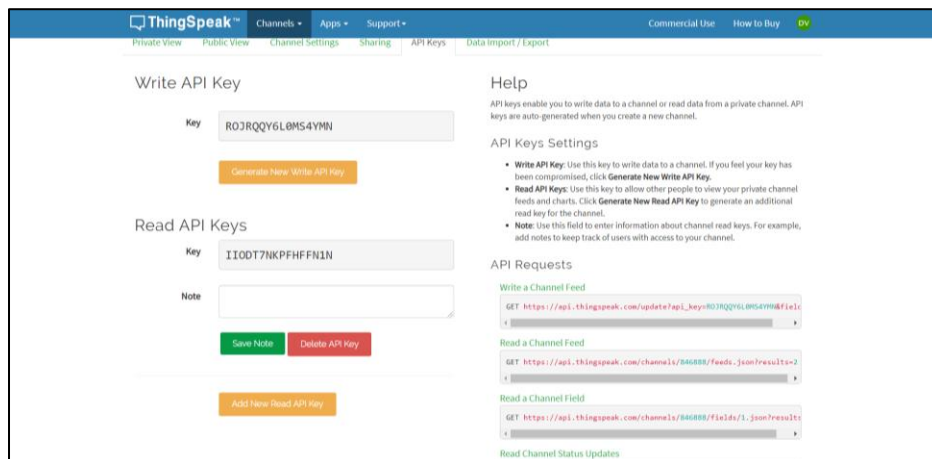 ThingSpeak™ Channels Apps Support Commercial Use How to Buy DV
Private View Public View Channel Settings Sharing API Keys Data Import / Export
Write API Key
Key ROJRQQY6L0MS4YMN
Generate New Write API Key
Read API Keys
Key IIODT7NKPFHFFN1N
Note
Save Note Delete API Key
Add New Read API Key
Help
API keys enable you to write data to a channel or read data from a private channel. API
keys are auto-generated when you create a new channel.
API Keys Settings
• Write API Key: Use this key to write data to a channel. If you feel your key has
been compromised, click Generate New Write API Key.
• Read API Keys: Use this key to allow other people to view your private channel
feeds and charts. Click Generate New Read API Key to generate an additional
read key for the channel.
• Note: Use this field to enter information about channel read keys. For example,
add notes to keep track of users with access to your channel.
API Requests
Write a Channel Feed
GET https://api.thingspeak.com/update?api_key=ROJRQQY6L0MS4YMN&field
Read a Channel Feed
GET https://api.thingspeak.com/channels/846888/feeds.json?results=2
Read a Channel Field
GET https://api.thingspeak.com/channels/846888/fields/1.json?results
Read Channel Status Updates